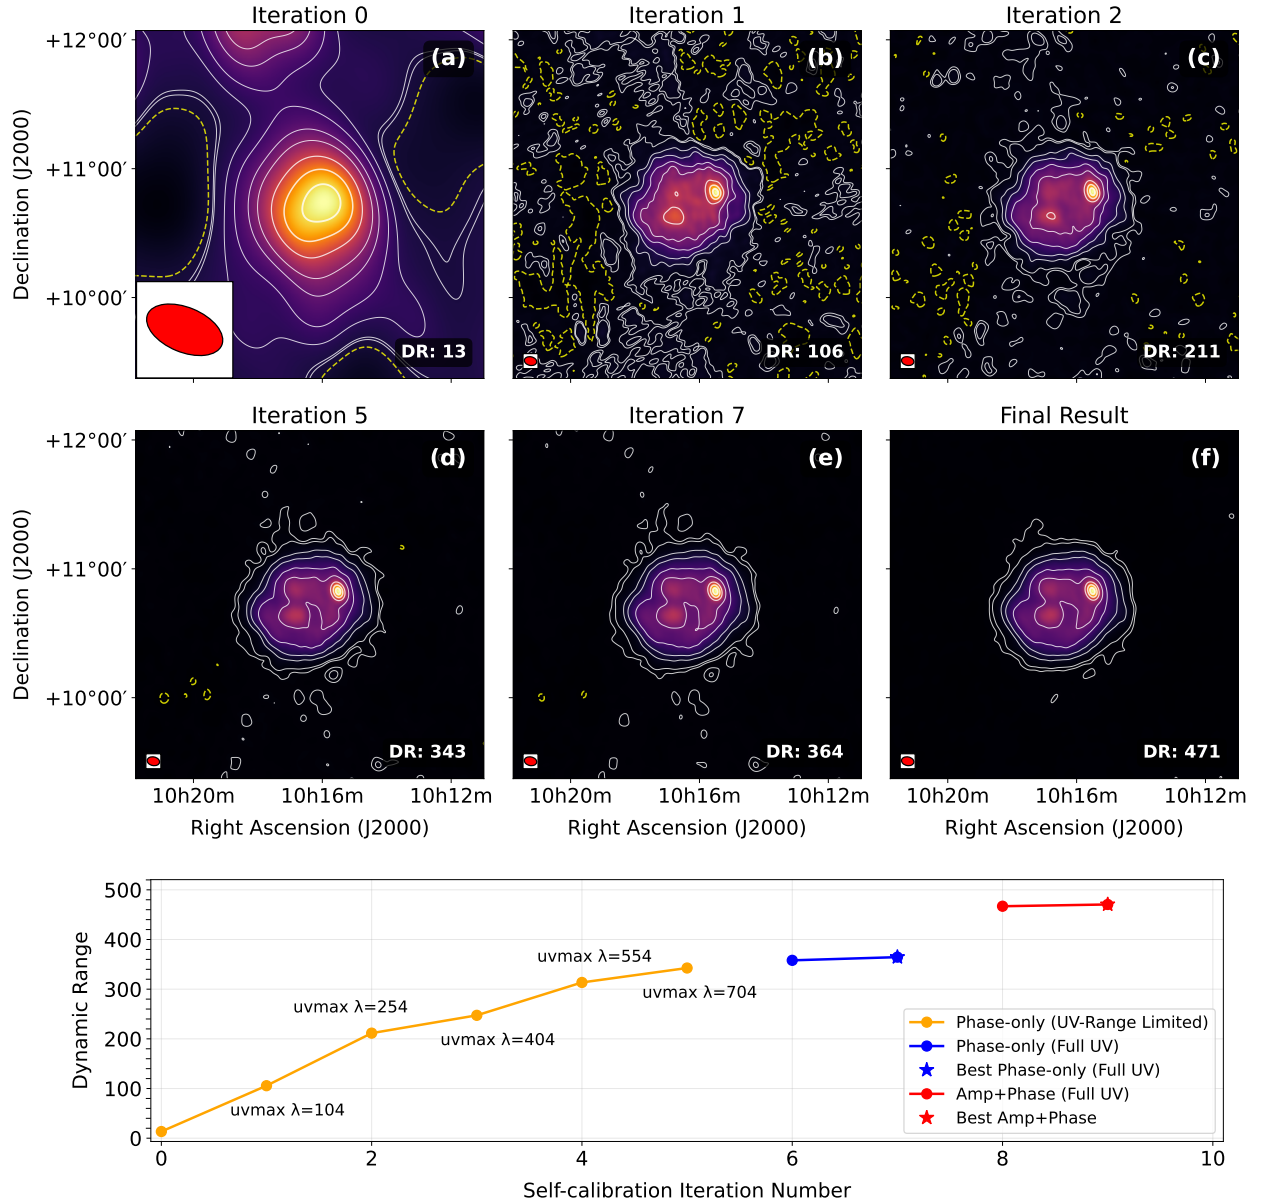 Iteration 0
Iteration 1
Iteration 2
(a)
(b)
(c)
+12°00′
+11°00′
+10°00′
Declination (J2000)
DR: 13
DR: 106
DR: 211
Iteration 5
Iteration 7
Final Result
(d)
(e)
(f)
+12°00′
+11°00′
+10°00′
Declination (J2000)
DR: 343
DR: 364
DR: 471
10h20m 10h16m 10h12m
10h20m 10h16m 10h12m
10h20m 10h16m 10h12m
Right Ascension (J2000)
Right Ascension (J2000)
Right Ascension (J2000)
500
400
300
200
100
0
Dynamic Range
uvmax λ=104
uvmax λ=254
uvmax λ=404
uvmax λ=554
uvmax λ=704
Phase-only (UV-Range Limited)
Phase-only (Full UV)
Best Phase-only (Full UV)
Amp+Phase (Full UV)
Best Amp+Phase
0 2 4 6 8 10
Self-calibration Iteration Number